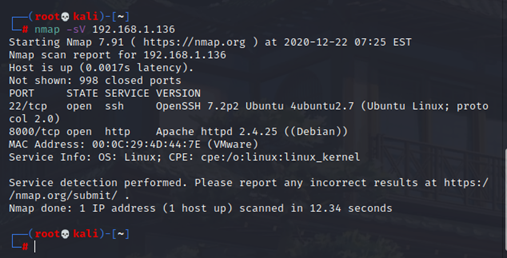 ┌──(root💀kali)-[~]
└─# nmap -sV 192.168.1.136
Starting Nmap 7.91 ( https://nmap.org ) at 2020-12-22 07:25 EST
Nmap scan report for 192.168.1.136
Host is up (0.0017s latency).
Not shown: 998 closed ports
PORT     STATE SERVICE VERSION
22/tcp   open  ssh     OpenSSH 7.2p2 Ubuntu 4ubuntu2.7 (Ubuntu Linux; proto
col 2.0)
8000/tcp open  http    Apache httpd 2.4.25 ((Debian))
MAC Address: 00:0C:29:4D:44:7E (VMware)
Service Info: OS: Linux; CPE: cpe:/o:linux:linux_kernel
Service detection performed. Please report any incorrect results at https:/
/nmap.org/submit/ .
Nmap done: 1 IP address (1 host up) scanned in 12.34 seconds
┌──(root💀kali)-[~]
└─#